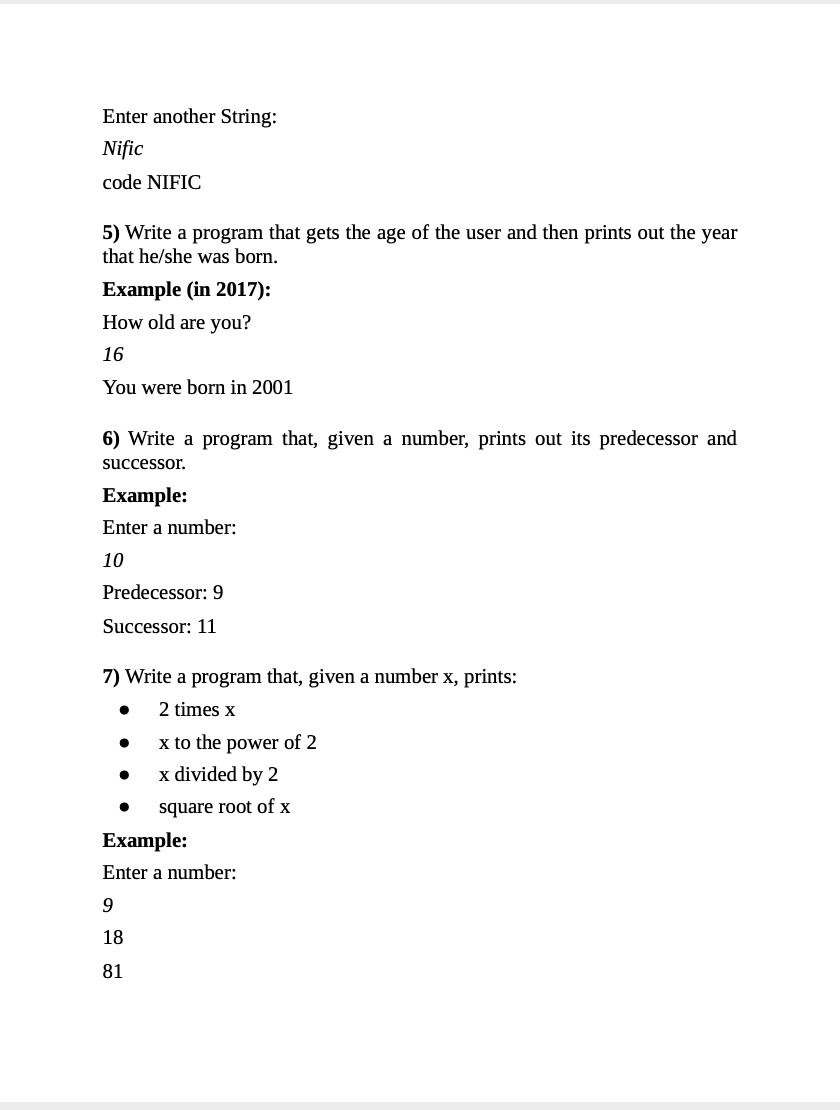 Enter another String:
Nific
code NIFIC
5) Write a program that gets the age of the user and then prints out the year
that he/she was born.
Example (in 2017):
How old are you?
16
You were born in 2001
6) Write a program that, given a number, prints out its predecessor and
successor.
Example:
Enter a number:
10
Predecessor: 9
Successor: 11
7) Write a program that, given a number x, prints:
● 2 times x
● x to the power of 2
● x divided by 2
● square root of x
Example:
Enter a number:
9
18
81